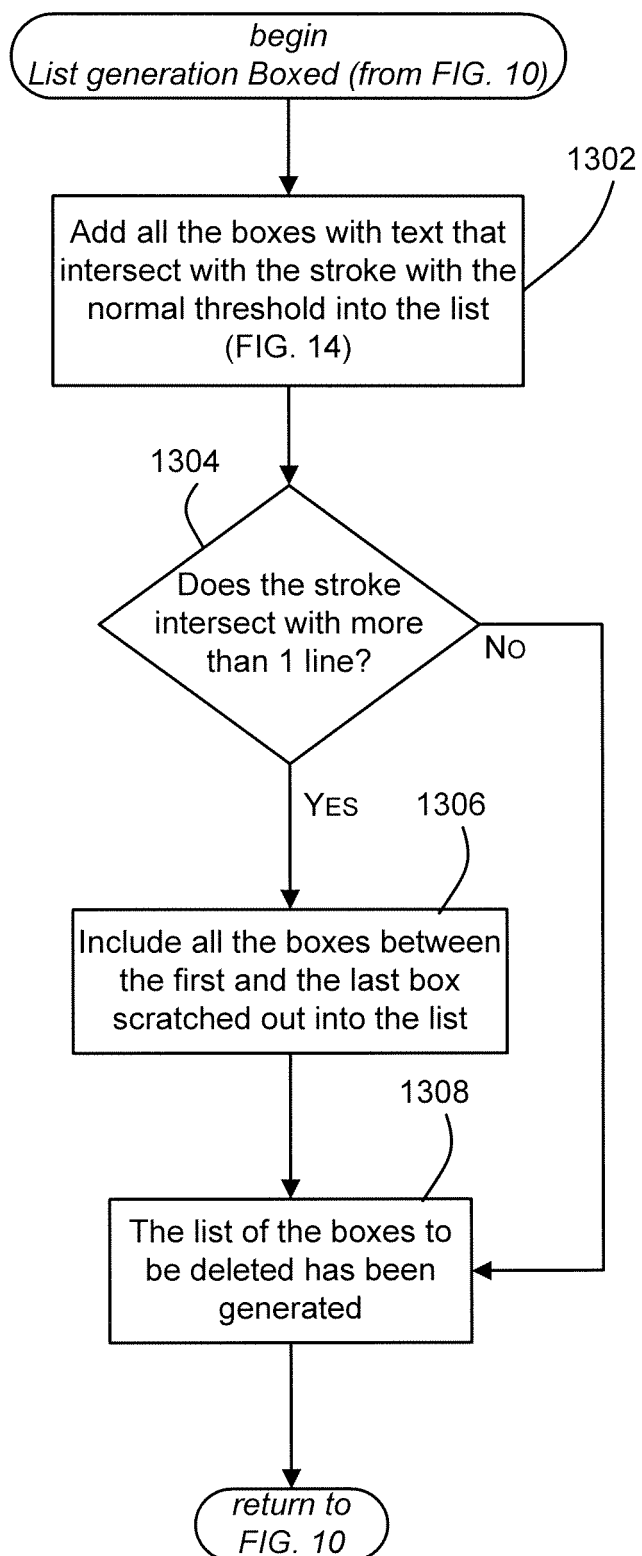 begin
List generation Boxed (from FIG. 10)
1302
Add all the boxes with text that
intersect with the stroke with the
normal threshold into the list
(FIG. 14)
1304
Does the stroke
intersect with more
than 1 line?
NO
YES
1306
Include all the boxes between
the first and the last box
scratched out into the list
1308
The list of the boxes to
be deleted has been
generated
return to
FIG. 10